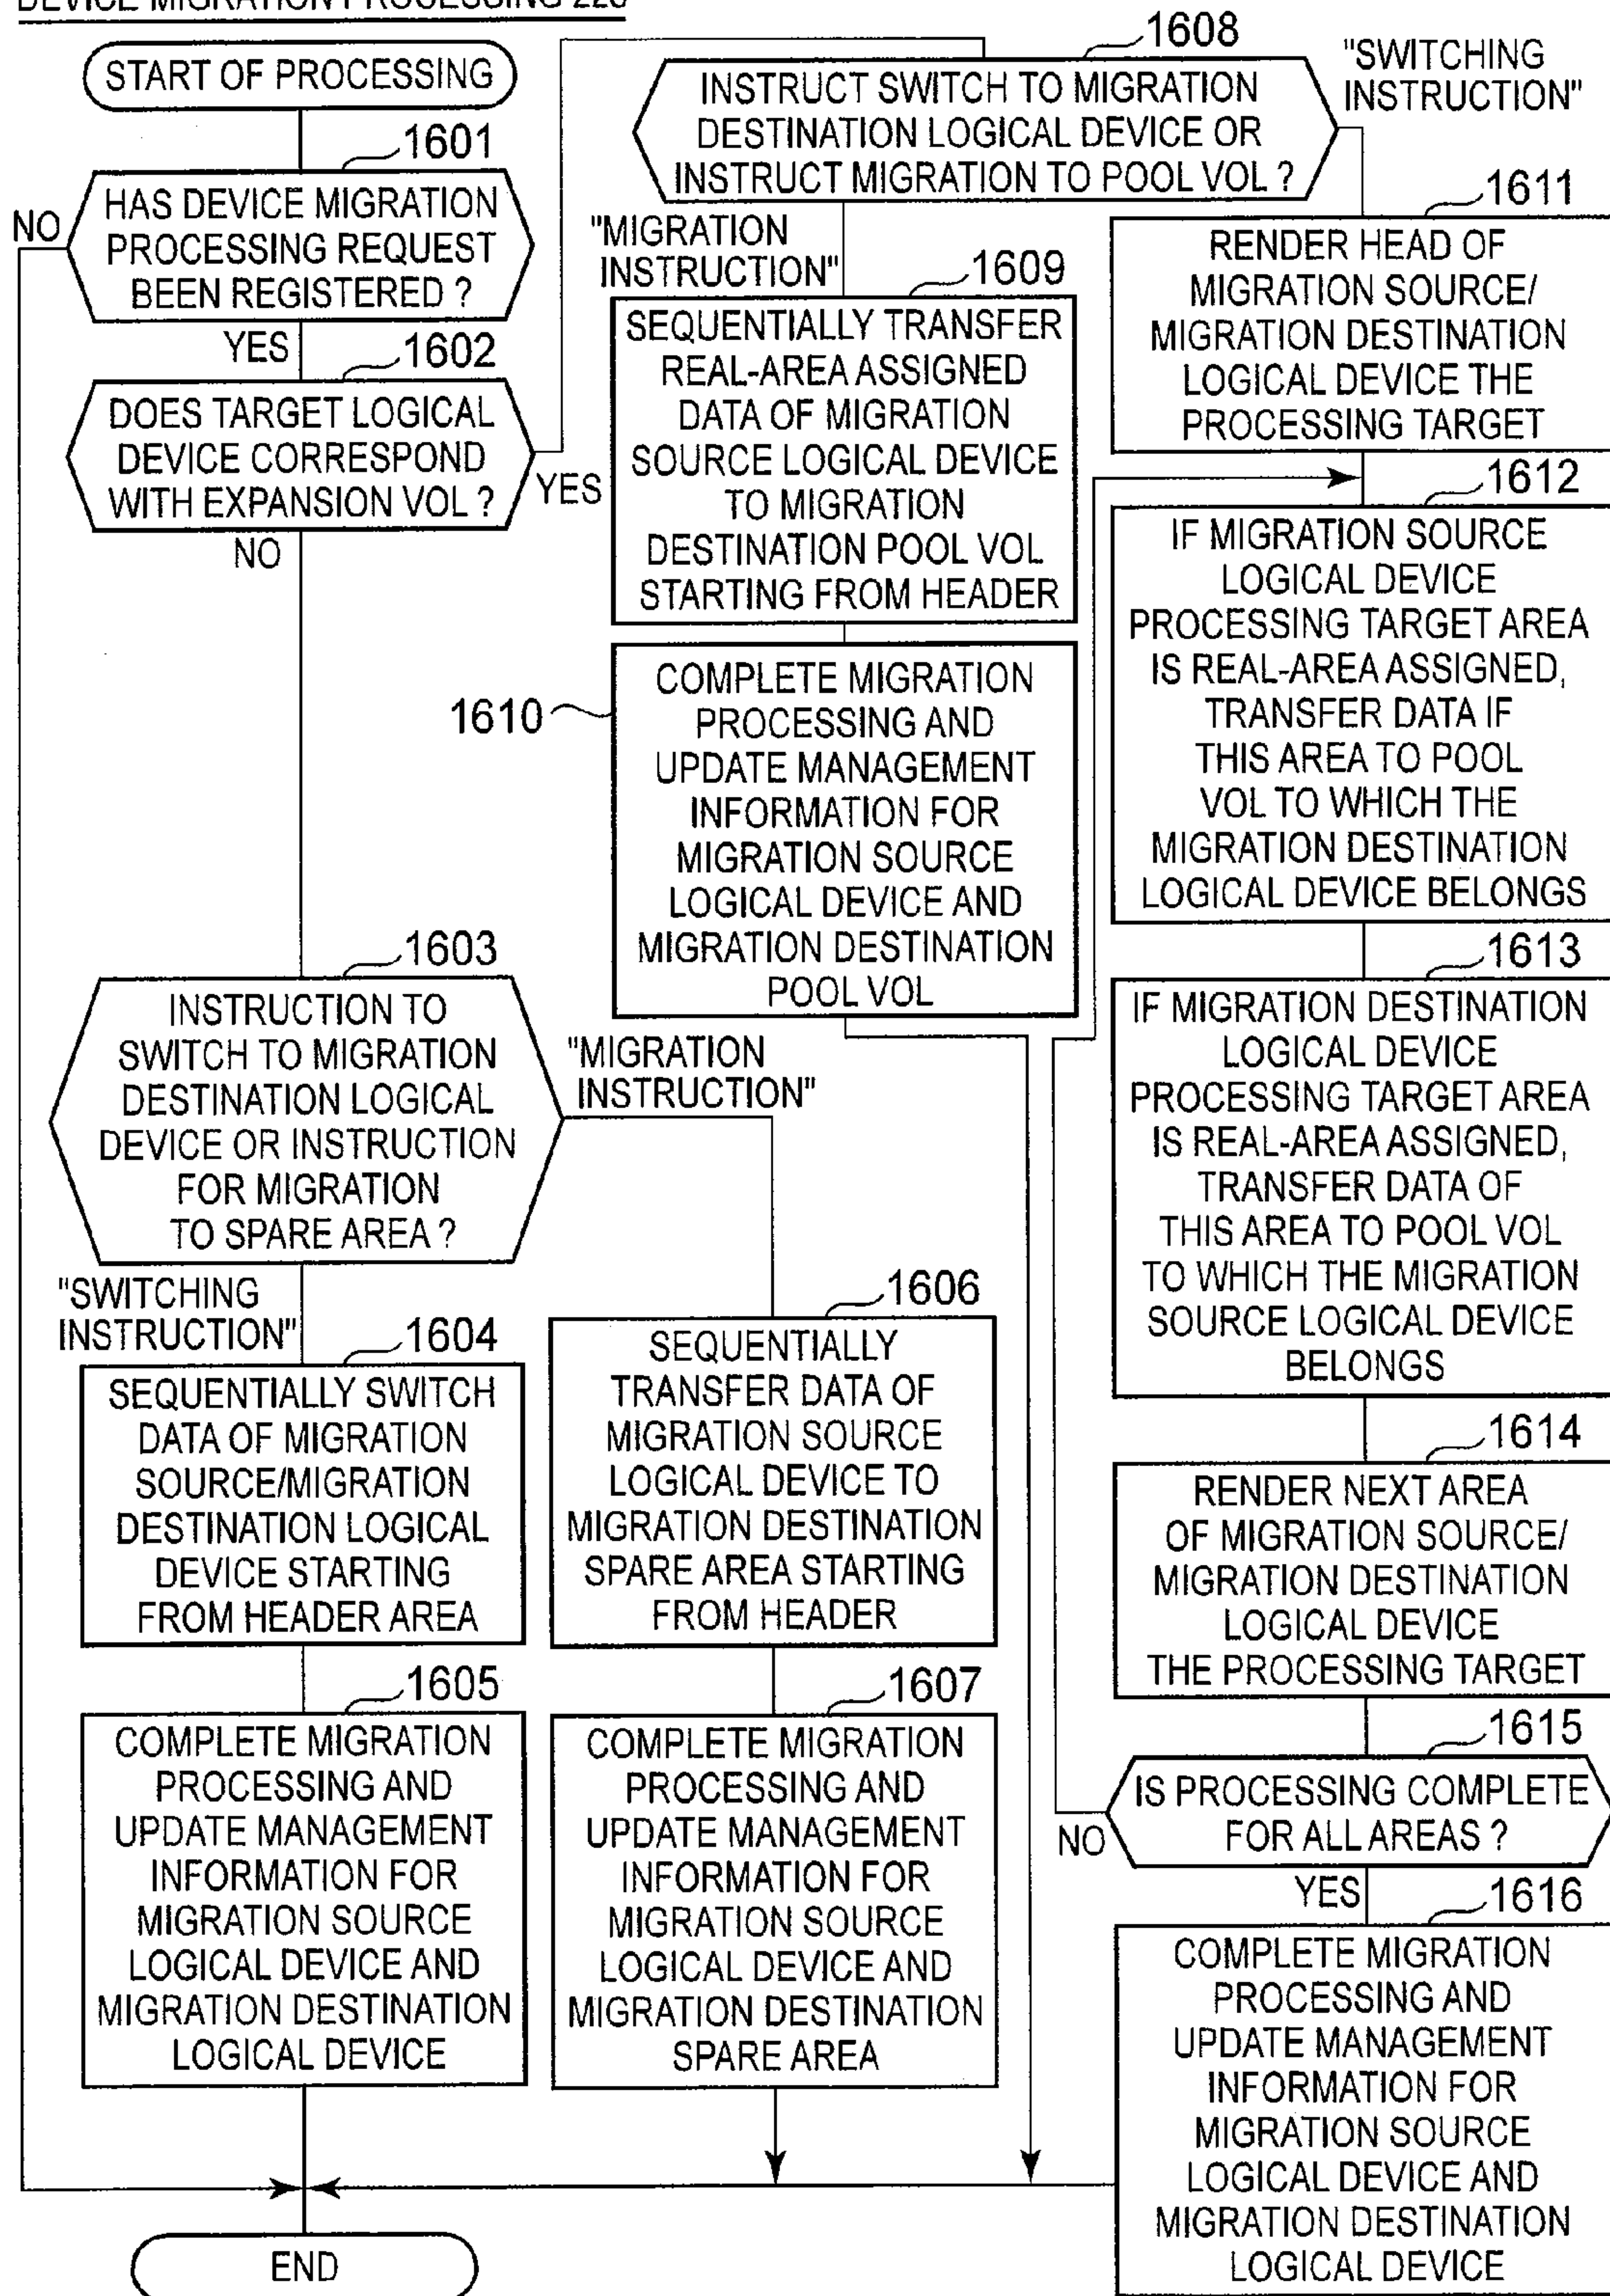 DEVICE MIGRATION PROCESSING
START OF PROCESSING
1601
HAS DEVICE MIGRATION
PROCESSING REQUEST
BEEN REGISTERED ?
NO
YES
1602
DOES TARGET LOGICAL
DEVICE CORRESPOND
WITH EXPANSION VOL ?
YES
NO
1603
INSTRUCTION TO
SWITCH TO MIGRATION
DESTINATION LOGICAL
DEVICE OR INSTRUCTION
FOR MIGRATION
TO SPARE AREA ?
"MIGRATION
INSTRUCTION"
"SWITCHING
INSTRUCTION"
1604
SEQUENTIALLY SWITCH
DATA OF MIGRATION
SOURCE/MIGRATION
DESTINATION LOGICAL
DEVICE STARTING
FROM HEADER AREA
1605
COMPLETE MIGRATION
PROCESSING AND
UPDATE MANAGEMENT
INFORMATION FOR
MIGRATION SOURCE
LOGICAL DEVICE AND
MIGRATION DESTINATION
LOGICAL DEVICE
1606
SEQUENTIALLY
TRANSFER DATA OF
MIGRATION SOURCE
LOGICAL DEVICE TO
MIGRATION DESTINATION
SPARE AREA STARTING
FROM HEADER
1607
COMPLETE MIGRATION
PROCESSING AND
UPDATE MANAGEMENT
INFORMATION FOR
MIGRATION SOURCE
LOGICAL DEVICE AND
MIGRATION DESTINATION
SPARE AREA
1608
INSTRUCT SWITCH TO MIGRATION
DESTINATION LOGICAL DEVICE OR
INSTRUCT MIGRATION TO POOL VOL ?
"SWITCHING
INSTRUCTION"
"MIGRATION
INSTRUCTION"
1609
SEQUENTIALLY TRANSFER
REAL-AREA ASSIGNED
DATA OF MIGRATION
SOURCE LOGICAL DEVICE
TO MIGRATION
DESTINATION POOL VOL
STARTING FROM HEADER
1610
COMPLETE MIGRATION
PROCESSING AND
UPDATE MANAGEMENT
INFORMATION FOR
MIGRATION SOURCE
LOGICAL DEVICE AND
MIGRATION DESTINATION
POOL VOL
1611
RENDER HEAD OF
MIGRATION SOURCE/
MIGRATION DESTINATION
LOGICAL DEVICE THE
PROCESSING TARGET
1612
IF MIGRATION SOURCE
LOGICAL DEVICE
PROCESSING TARGET AREA
IS REAL-AREA ASSIGNED,
TRANSFER DATA IF
THIS AREA TO POOL
VOL TO WHICH THE
MIGRATION DESTINATION
LOGICAL DEVICE BELONGS
1613
IF MIGRATION DESTINATION
LOGICAL DEVICE
PROCESSING TARGET AREA
IS REAL-AREA ASSIGNED,
TRANSFER DATA OF
THIS AREA TO POOL VOL
TO WHICH THE MIGRATION
SOURCE LOGICAL DEVICE
BELONGS
1614
RENDER NEXT AREA
OF MIGRATION SOURCE/
MIGRATION DESTINATION
LOGICAL DEVICE
THE PROCESSING TARGET
1615
IS PROCESSING COMPLETE
FOR ALL AREAS ?
NO
YES
1616
COMPLETE MIGRATION
PROCESSING AND
UPDATE MANAGEMENT
INFORMATION FOR
MIGRATION SOURCE
LOGICAL DEVICE AND
MIGRATION DESTINATION
LOGICAL DEVICE
END